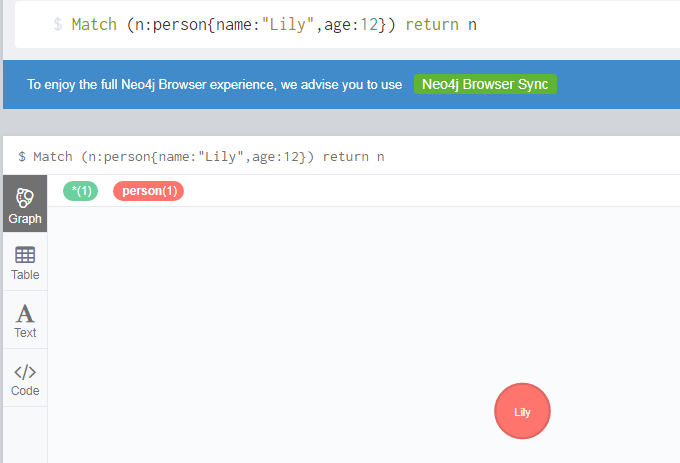 $ Match (n:person{name:"Lily",age:12}) return n
To enjoy the full Neo4j Browser experience, we advise you to use Neo4j Browser Sync
$ Match (n:person{name:"Lily",age:12}) return n
*(1) person(1)
Graph
Table
Text
Code
Lily